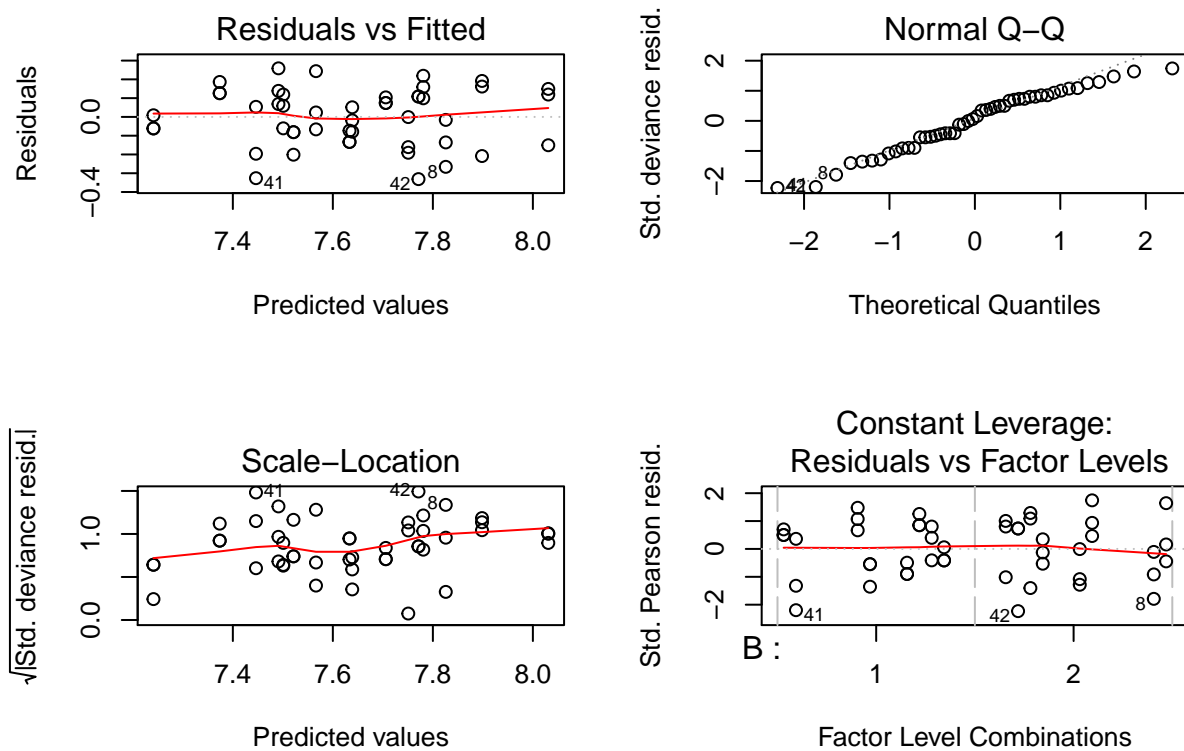 Residuals vs Fitted
Residuals
0.0
−0.4
41
42
8
7.4 7.6 7.8 8.0
Predicted values
Normal Q−Q
Std. deviance resid.
2
0
−2
42
8
−2 −1 0 1 2
Theoretical Quantiles
Scale−Location
√|Std. deviance resid.|
1.0
0.0
41
42
8
7.4 7.6 7.8 8.0
Predicted values
Constant Leverage:
Residuals vs Factor Levels
Std. Pearson resid.
2
0
−2
41
42
8
B :
1 2
Factor Level Combinations